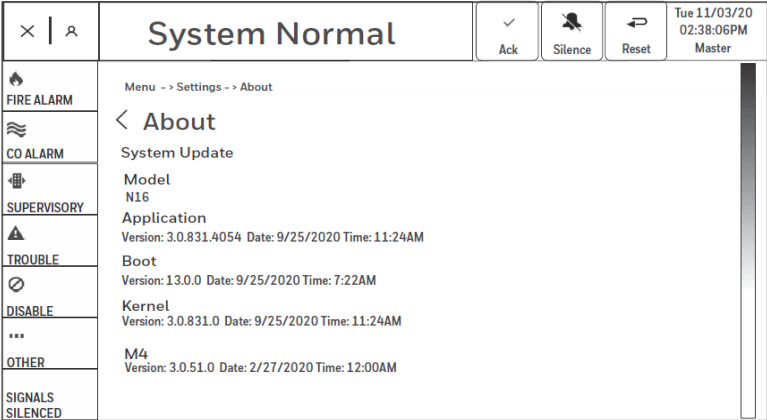 System Normal
Ack
Silence
Reset
Tue 11/03/20
02:38:06PM
Master
FIRE ALARM
CO ALARM
SUPERVISORY
TROUBLE
DISABLE
OTHER
SIGNALS
SILENCED
Menu -> Settings -> About
About
System Update
Model
N16
Application
Version: 3.0.831.4054 Date: 9/25/2020 Time: 11:24AM
Boot
Version: 13.0.0 Date: 9/25/2020 Time: 7:22AM
Kernel
Version: 3.0.831.0 Date: 9/25/2020 Time: 11:24AM
M4
Version: 3.0.51.0 Date: 2/27/2020 Time: 12:00AM